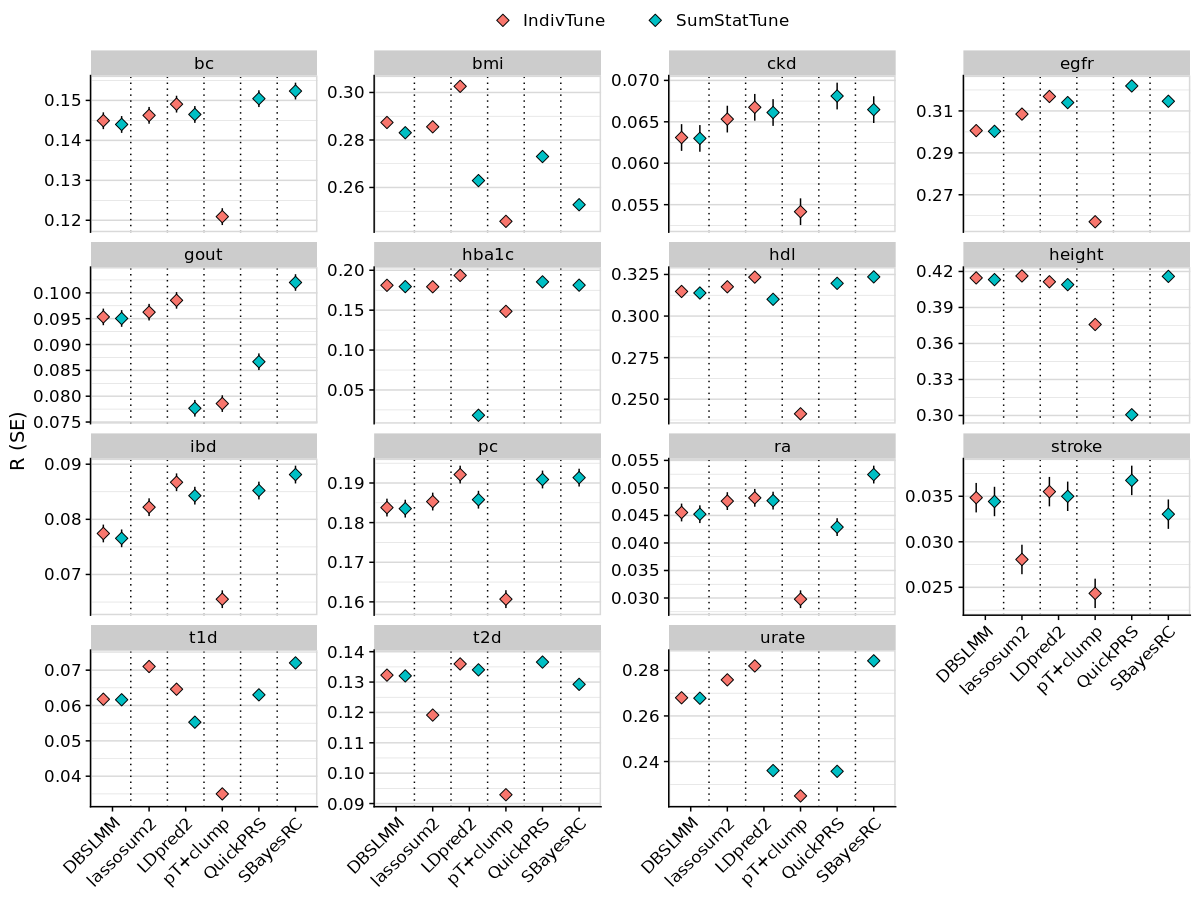 IndivTune SumStatTune
R (SE)
bc bmi ckd egfr
0.15 0.30 0.070 0.31
0.14 0.28 0.065 0.29
0.13 0.26 0.060 0.27
0.12 0.055
gout hba1c hdl height
0.100 0.20 0.325 0.42
0.095 0.15 0.300 0.39
0.090 0.10 0.275 0.36
0.085 0.05 0.250 0.33
0.080 0.30
0.075
ibd pc ra stroke
0.09 0.19 0.055 0.035
0.08 0.18 0.050 0.030
0.07 0.17 0.045 0.025
0.16 0.040
0.035
0.030
DBSLMM lassosum2 LDpred2 pT+clump QuickPRS SBayesRC
t1d t2d urate
0.07 0.14 0.28
0.06 0.13 0.26
0.05 0.12 0.24
0.04 0.11
0.10
0.09
DBSLMM lassosum2 LDpred2 pT+clump QuickPRS SBayesRC
DBSLMM lassosum2 LDpred2 pT+clump QuickPRS SBayesRC
DBSLMM lassosum2 LDpred2 pT+clump QuickPRS SBayesRC